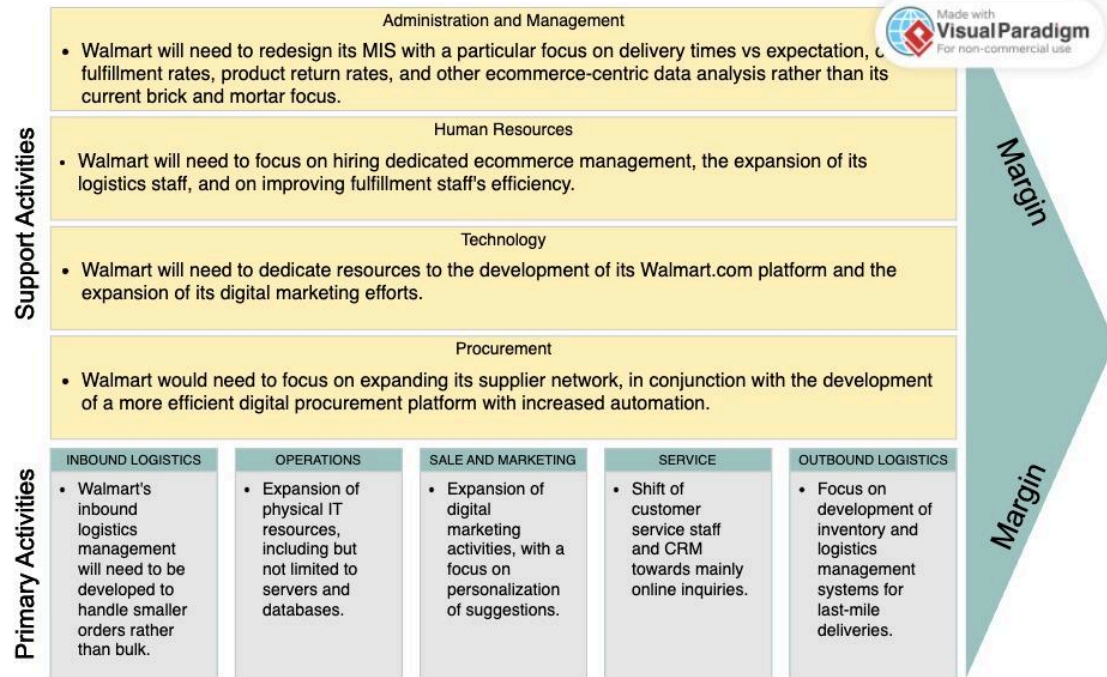 Administration and Management
Made with
Visual Paradigm
For non-commercial use
• Walmart will need to redesign its MIS with a particular focus on delivery times vs expectation,
fulfillment rates, product return rates, and other ecommerce-centric data analysis rather than its
current brick and mortar focus.
Support Activities
Human Resources
• Walmart will need to focus on hiring dedicated ecommerce management, the expansion of its
logistics staff, and on improving fulfillment staff's efficiency.
Margin
Technology
• Walmart will need to dedicate resources to the development of its Walmart.com platform and the
expansion of its digital marketing efforts.
Procurement
• Walmart would need to focus on expanding its supplier network, in conjunction with the development
of a more efficient digital procurement platform with increased automation.
Primary Activities
INBOUND LOGISTICS
• Walmart's
inbound
logistics
management
will need to be
developed to
handle smaller
orders rather
than bulk.
OPERATIONS
• Expansion of
physical IT
resources,
including but
not limited to
servers and
databases.
SALE AND MARKETING
• Expansion of
digital
marketing
activities, with a
focus on
personalization
of suggestions.
SERVICE
• Shift of
customer
service staff
and CRM
towards mainly
online inquiries.
OUTBOUND LOGISTICS
• Focus on
development of
inventory and
logistics
management
systems for
last-mile
deliveries.
Margin